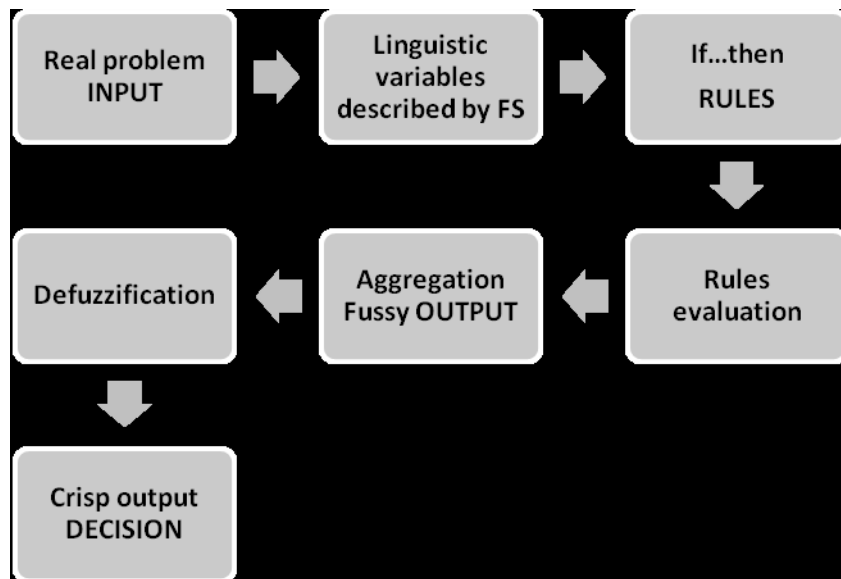 Real problem
INPUT
Linguistic
variables
described by FS
If...then
RULES
Rules
evaluation
Aggregation
Fussy OUTPUT
Defuzzification
Crisp output
DECISION